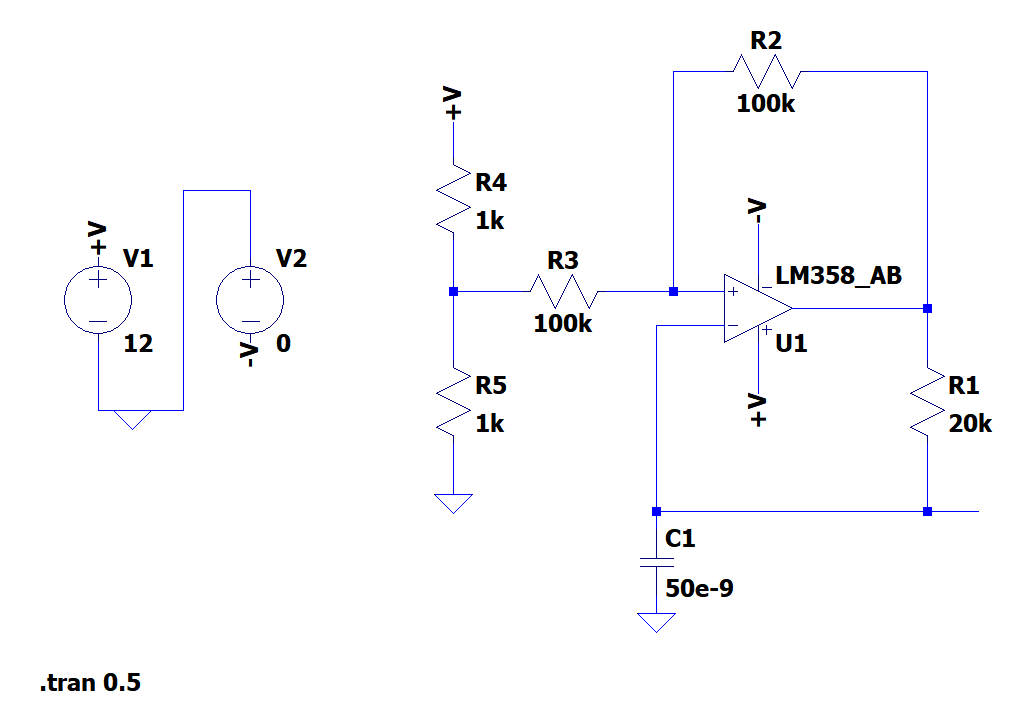 R2
100k
+V
R4
1k
+V
V1
12
V2
0
-V
R3
100k
-V
LM358_AB
U1
+V
R5
1k
R1
20k
C1
50e-9
.tran 0.5